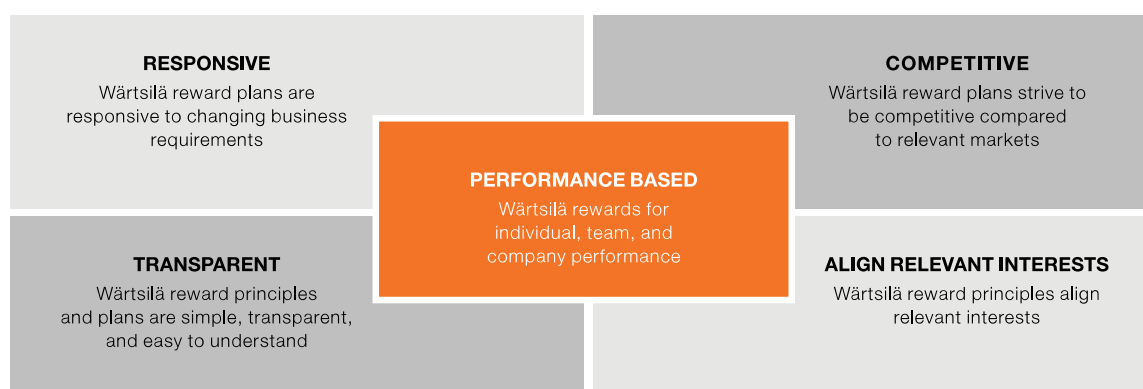 RESPONSIVE
Wärtsilä reward plans are
responsive to changing business
requirements
COMPETITIVE
Wärtsilä reward plans strive to
be competitive compared
to relevant markets
PERFORMANCE BASED
Wärtsilä rewards for
individual, team, and
company performance
TRANSPARENT
Wärtsilä reward principles
and plans are simple, transparent,
and easy to understand
ALIGN RELEVANT INTERESTS
Wärtsilä reward principles align
relevant interests